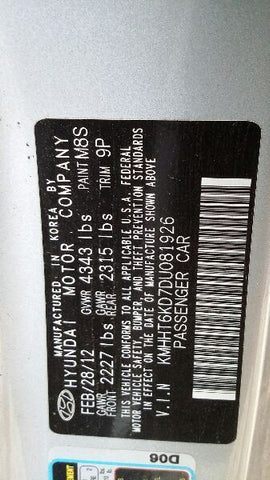 MANUFACTURED IN KOREA BY
HYUNDAI MOTOR COMPANY
FEB/28/12 GVWR 4343 lbs PAINT M8S
GAWR FRONT 2227 lbs GAWR REAR 2315 lbs TRIM 9P
THIS VEHICLE CONFORMS TO ALL APPLICABLE U.S.A. FEDERAL
MOTOR VEHICLE SAFETY, BUMPER, AND THEFT PREVENTION STANDARDS
IN EFFECT ON THE DATE OF MANUFACTURE SHOWN ABOVE.
V.I.N KMHHT6KD7DU081926
PASSENGER CAR
D06